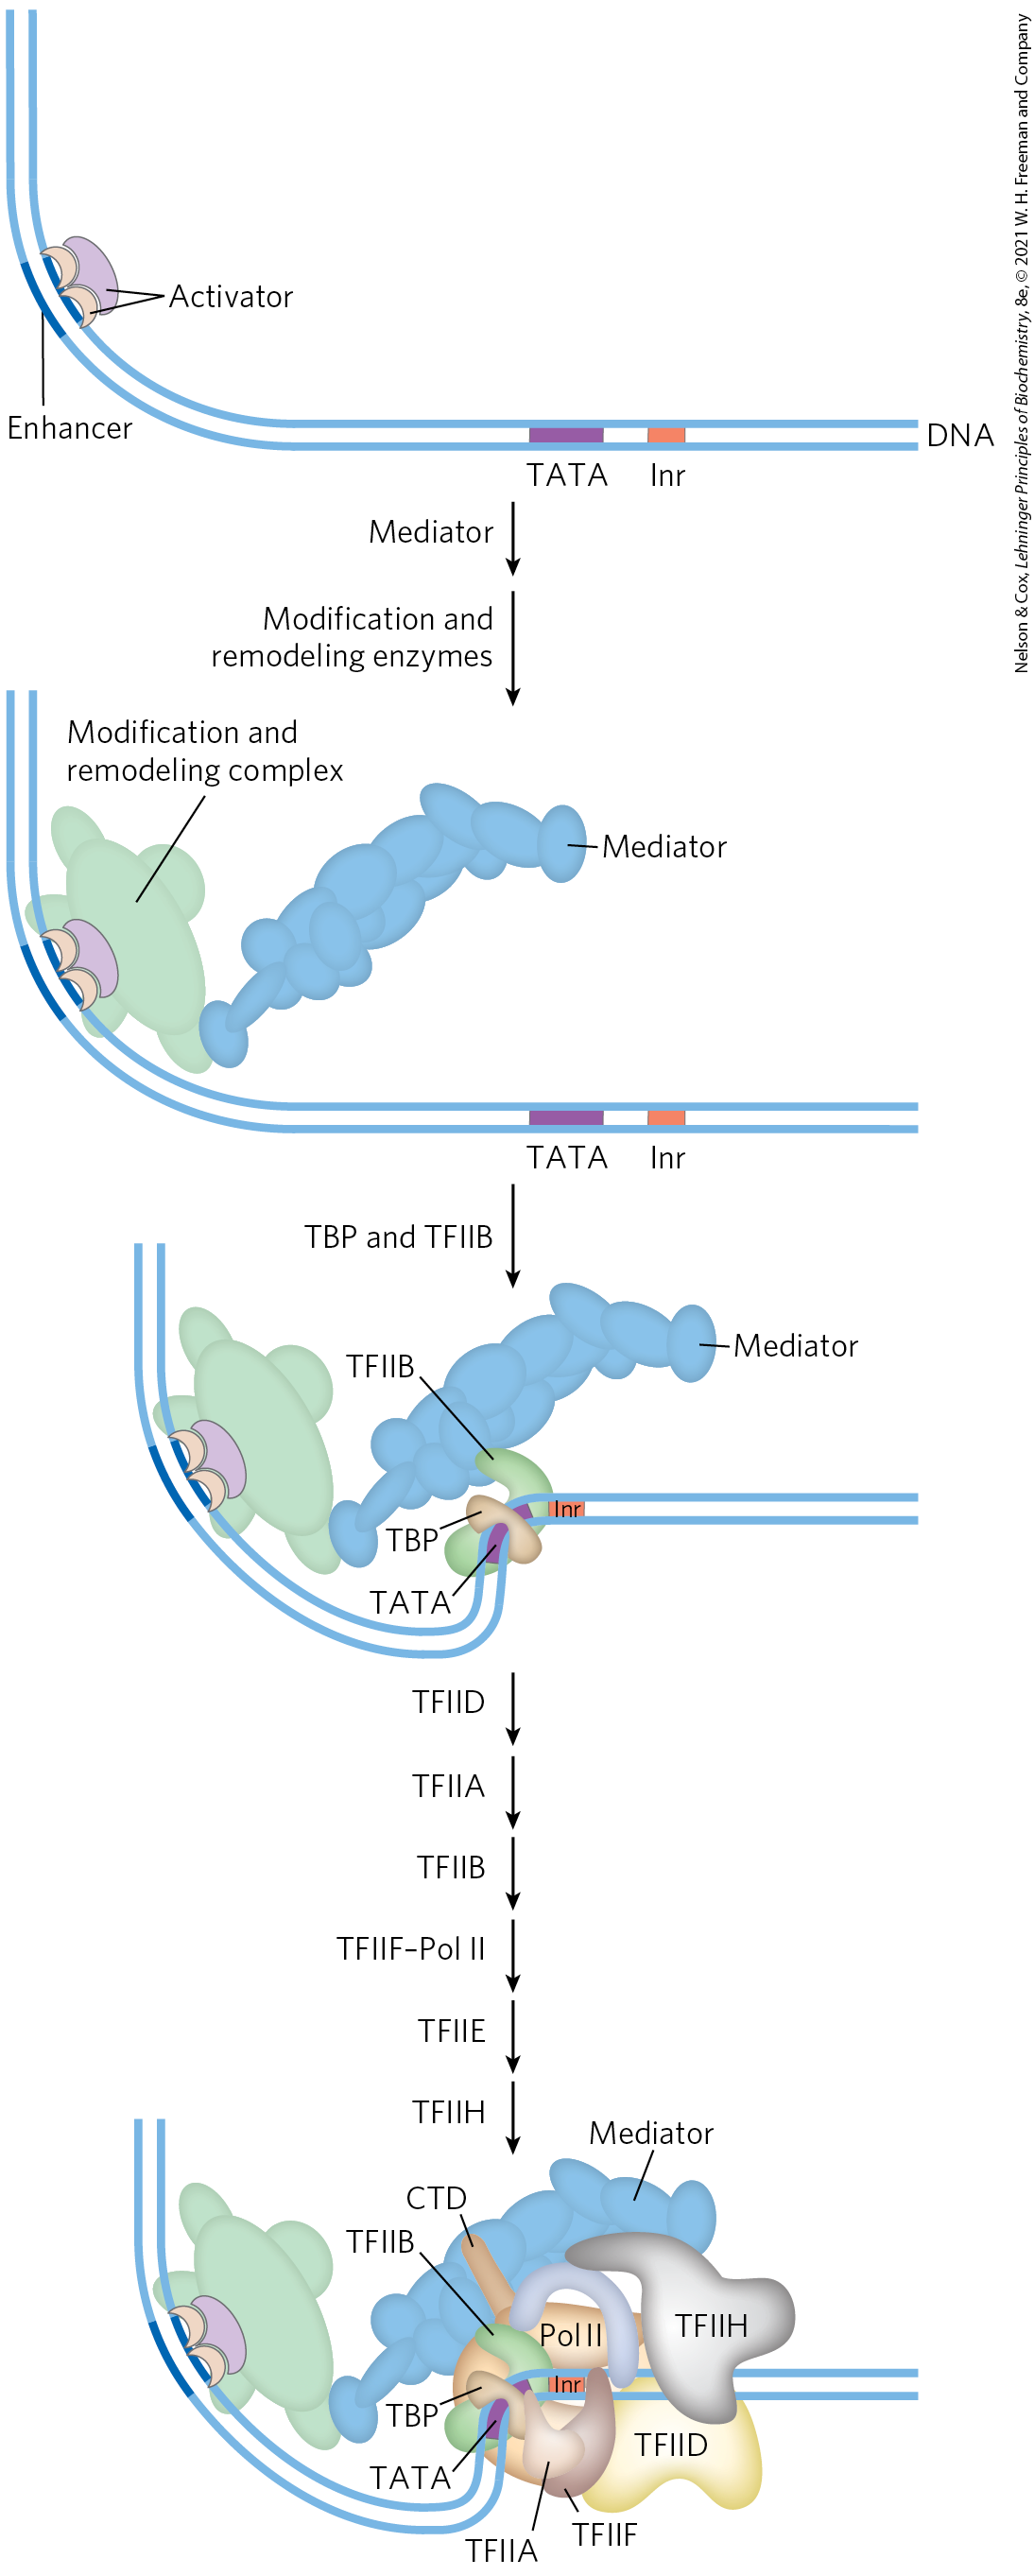 Nelson & Cox, Lehninger Principles of Biochemistry, 8e, © 2021 W. H. Freeman and Company
Activator
Enhancer
DNA
TATA
Inr
Mediator
Modification and
remodeling enzymes
Modification and
remodeling complex
Mediator
TATA
Inr
TBP and TFIIB
Mediator
TFIIB
Inr
TBP
TATA
TFIID
TFIIA
TFIIB
TFIIF–Pol II
TFIIE
TFIIH
Mediator
CTD
TFIIB
TFIIH
Pol II
Inr
TBP
TFIID
TATA
TFIIF
TFIIA